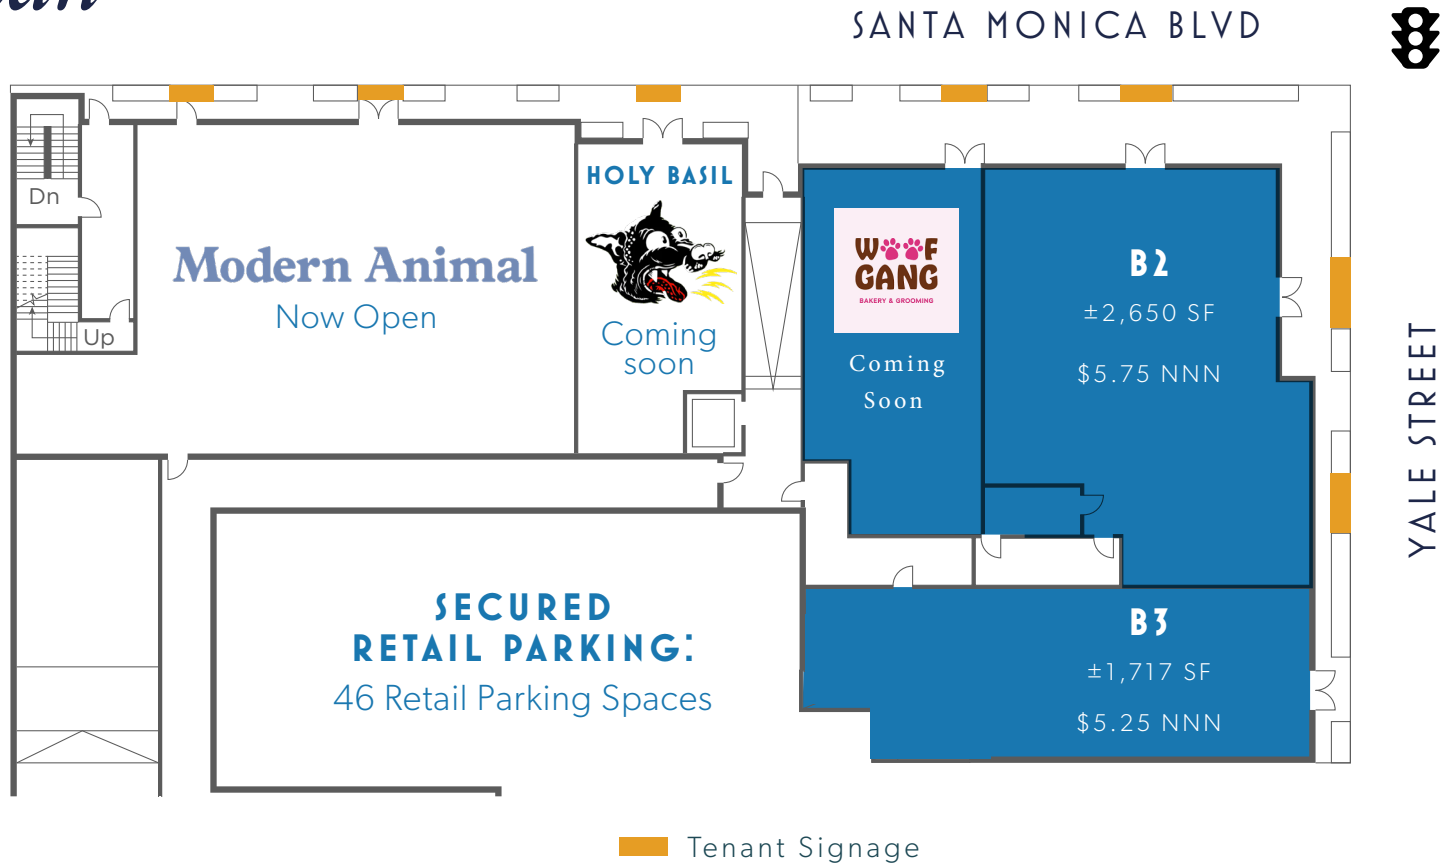 SANTA MONICA BLVD
YALE STREET
Dn
Up
Modern Animal
Now Open
HOLY BASIL
Coming
soon
WOOF
GANG
BAKERY & GROOMING
Coming
Soon
B2
±2,650 SF
$5.75 NNN
B3
±1,717 SF
$5.25 NNN
SECURED
RETAIL PARKING:
46 Retail Parking Spaces
Tenant Signage